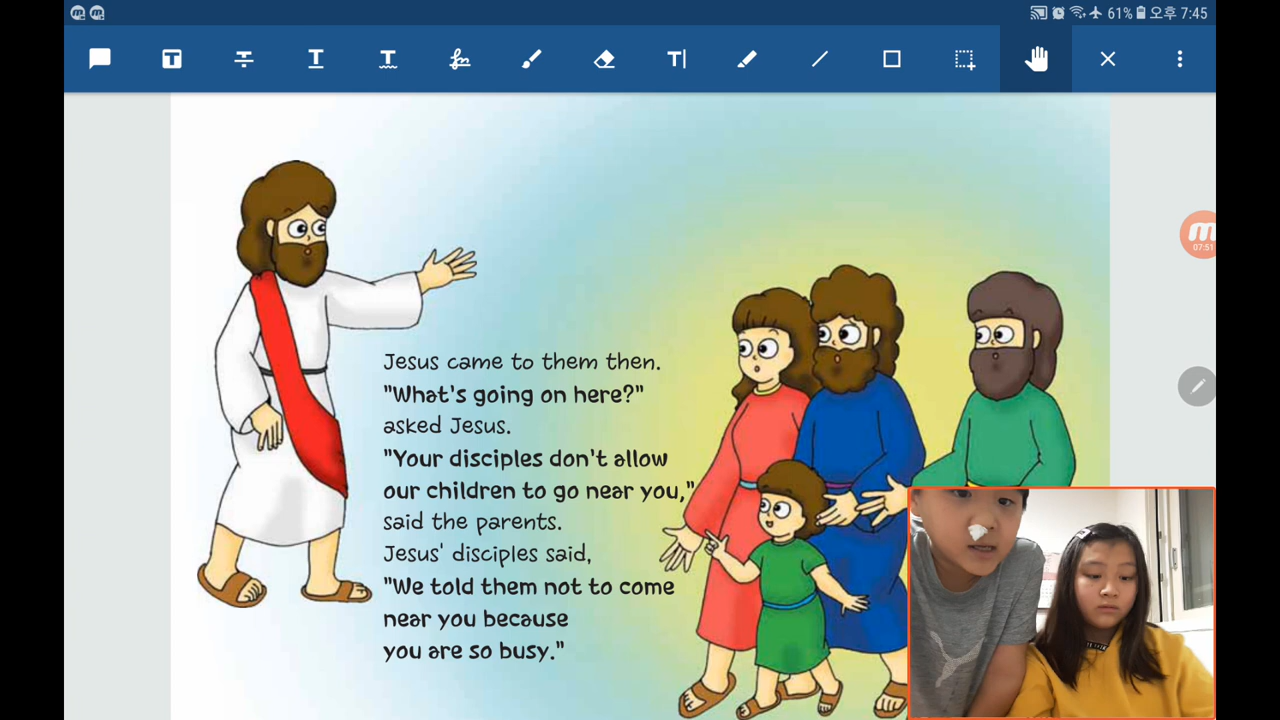 61% 오후 7:45
07:51
Jesus came to them then.
"What's going on here?"
asked Jesus.
"Your disciples don't allow
our children to go near you,"
said the parents.
Jesus' disciples said,
"We told them not to come
near you because
you are so busy."